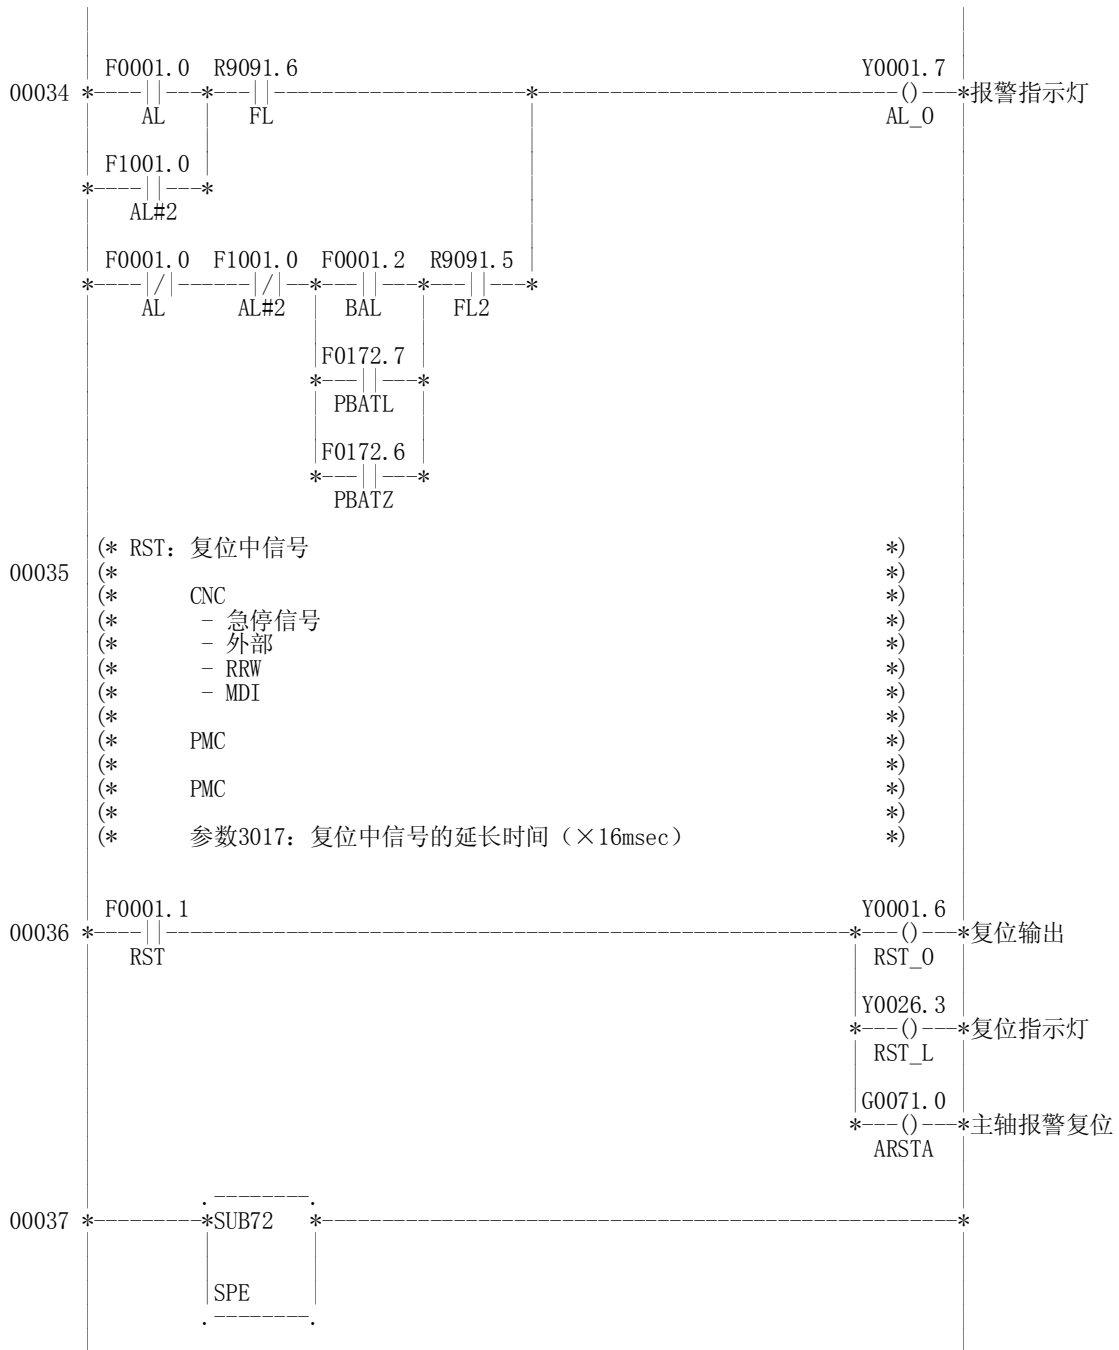 F0001.0 R9091.6 Y0001.7
00034 *----||---*---||---------------------*------------------------------()---*报警指示灯
AL FL AL_O
F1001.0
*----||---*
AL#2
F0001.0 F1001.0 F0001.2 R9091.5
*----|/|------|/|--*---||---*---||---*
AL AL#2 BAL FL2
F0172.7
*---||---*
PBATL
F0172.6
*---||---*
PBATZ
(* RST：复位中信号 *)
00035 (* *)
(* CNC *)
(* - 急停信号 *)
(* - 外部 *)
(* - RRW *)
(* - MDI *)
(* *)
(* PMC *)
(* *)
(* PMC *)
(* *)
(* 参数3017：复位中信号的延长时间（×16msec） *)
F0001.1 Y0001.6
00036 *----||---------------------------------------------------------*---()---*复位输出
RST RST_O
Y0026.3
*---()---*复位指示灯
RST_L
G0071.0
*---()---*主轴报警复位
ARSTA
.--------.
00037 *---------*SUB72 *-----------------------------------------------------*
SPE
.--------.